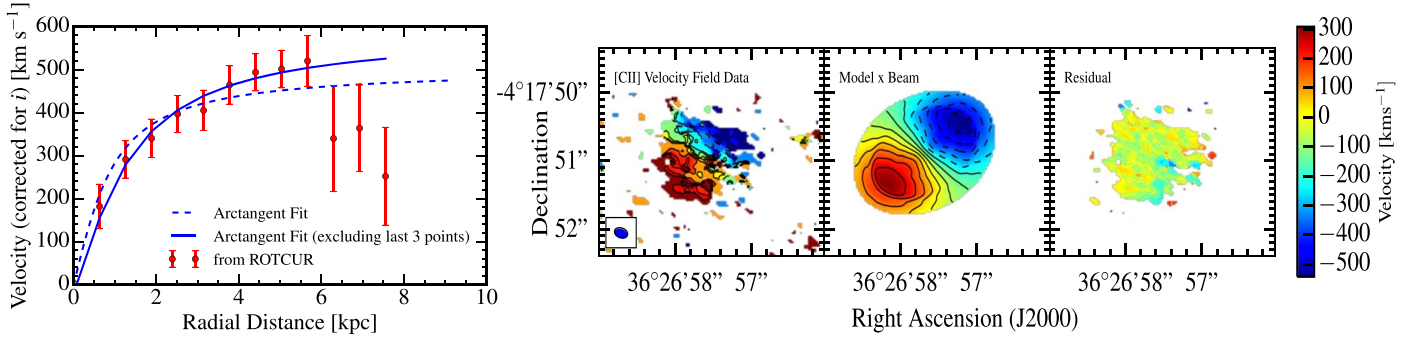 600
500
400
300
200
100
0
0 2 4 6 8 10
Velocity (corrected for i) [km s−1]
Radial Distance [kpc]
Arctangent Fit
Arctangent Fit (excluding last 3 points)
from ROTCUR
[CII] Velocity Field Data
Model x Beam
Residual
-4°17'50”
51”
52”
Declination
36°26'58” 57”
36°26'58” 57”
36°26'58” 57”
Right Ascension (J2000)
300
200
100
0
−100
−200
−300
−400
−500
Velocity [kms−1]